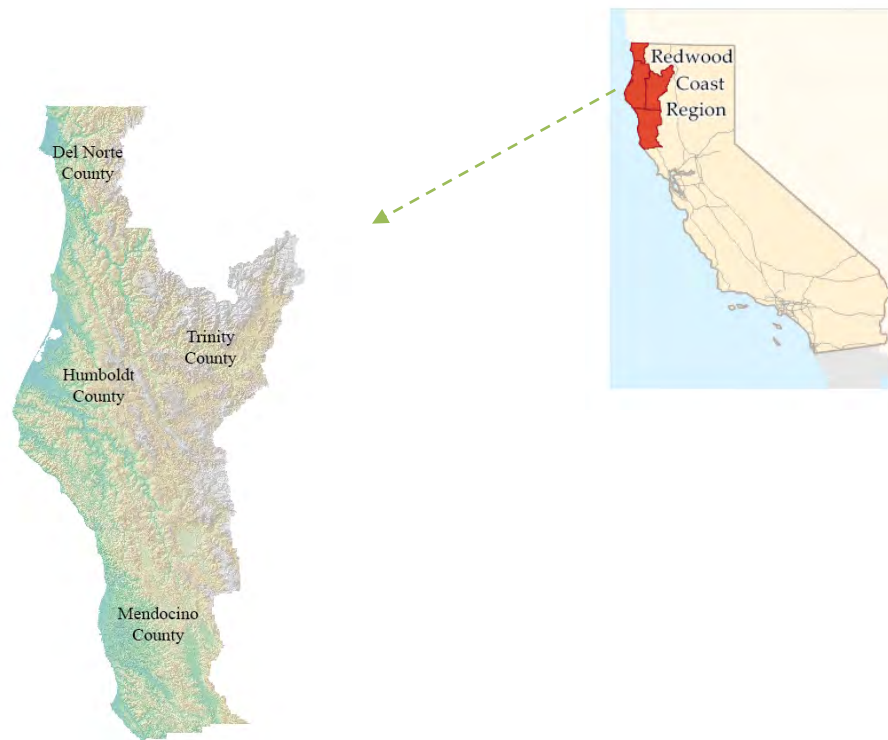 Redwood
Coast
Region
Del Norte
County
Trinity
County
Humboldt
County
Mendocino
County